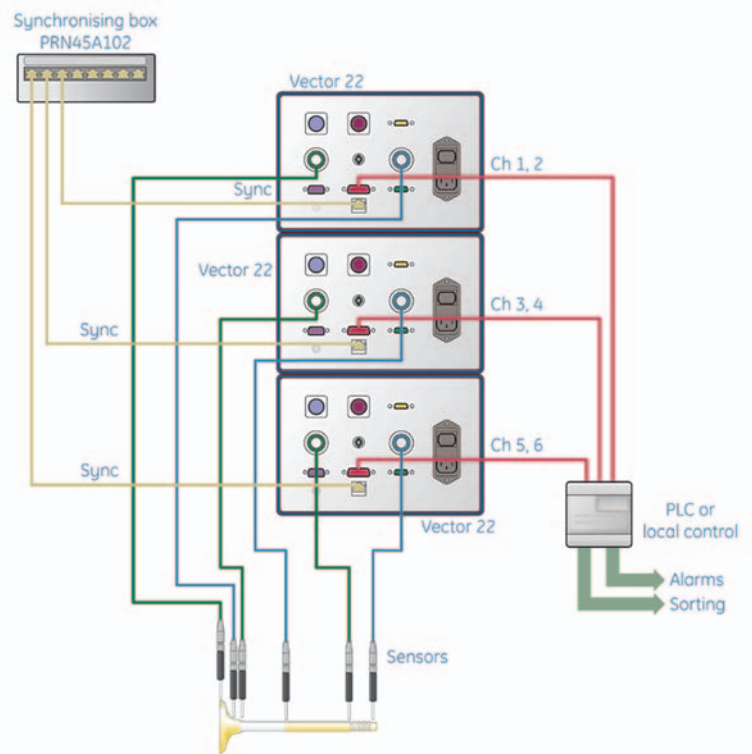 Synchronising box
PRN45A102
Vector 22
Ch 1, 2
Sync
Vector 22
Ch 3, 4
Sync
Ch 5, 6
Sync
PLC or
local control
Vector 22
Alarms
Sorting
Sensors